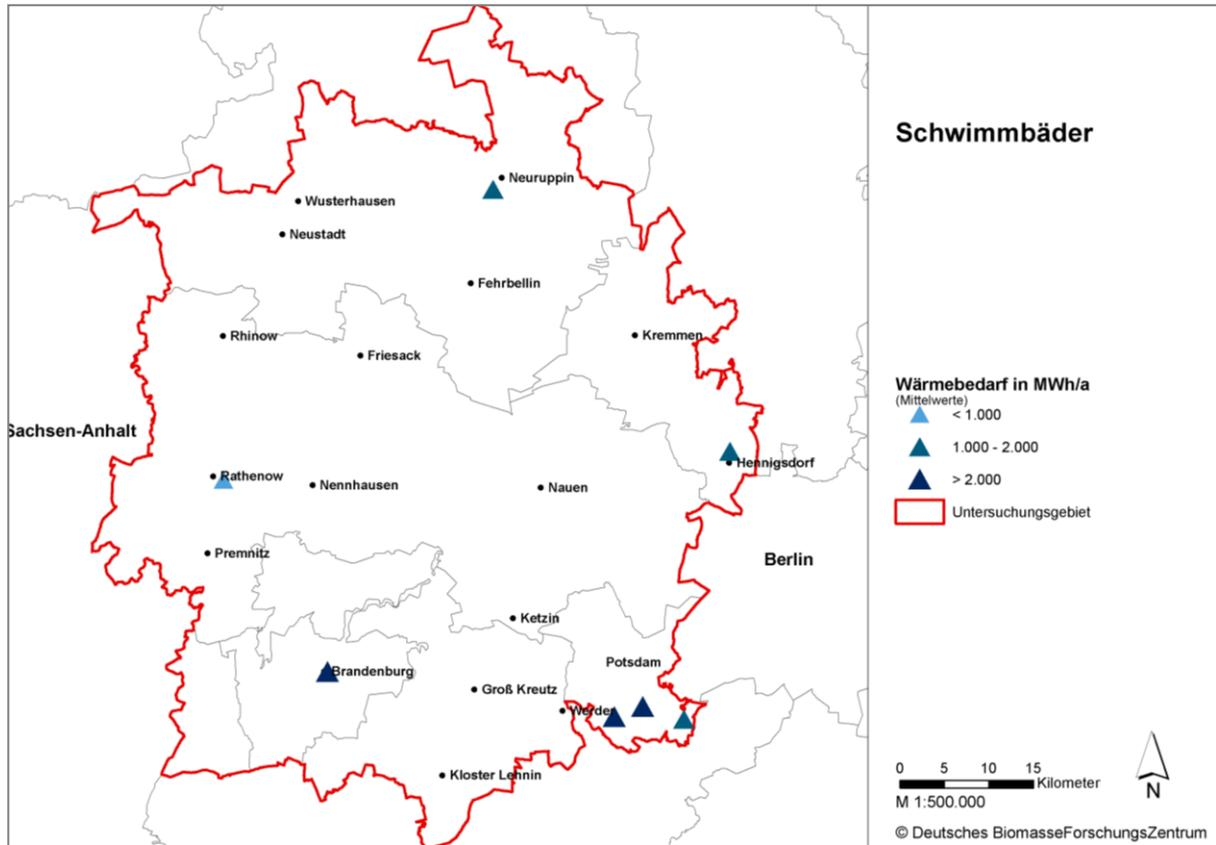 Schwimmbäder
Neuruppin
Wusterhausen
Neustadt
Fehrbellin
Rhinow
Kremmen
Friesack
Wärmebedarf in MWh/a
(Mittelwerte)
< 1.000
1.000 - 2.000
> 2.000
Untersuchungsgebiet
Sachsen-Anhalt
Hennigsdorf
Rathenow
Nennhausen
Nauen
Premnitz
Berlin
Ketzin
Potsdam
Brandenburg
Groß Kreutz
Werder
Kloster Lehnin
0 5 10 15
Kilometer
M 1:500.000
N
© Deutsches BiomasseForschungsZentrum